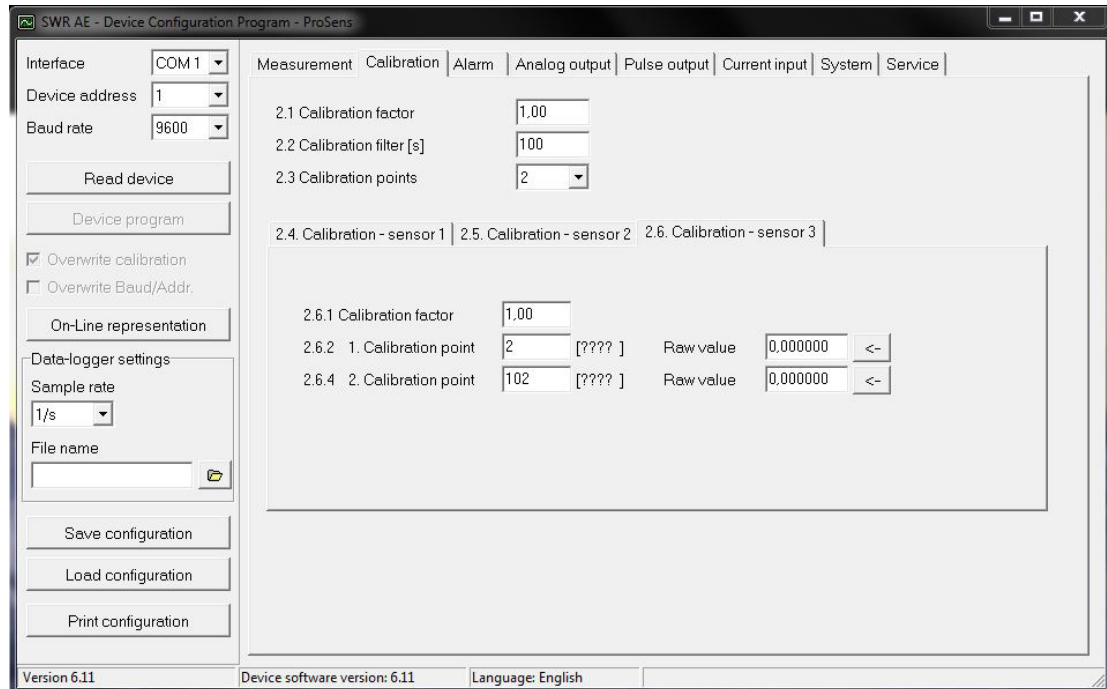 SWR AE - Device Configuration Program - ProSens
Interface COM 1
Device address 1
Baud rate 9600
Read device
Device program
Overwrite calibration
Overwrite Baud/Addr.
On-Line representation
Data-logger settings
Sample rate
1/s
File name
Save configuration
Load configuration
Print configuration
Measurement Calibration Alarm Analog output Pulse output Current input System Service
2.1 Calibration factor 1,00
2.2 Calibration filter [s] 100
2.3 Calibration points 2
2.4. Calibration - sensor 1 2.5. Calibration - sensor 2 2.6. Calibration - sensor 3
2.6.1 Calibration factor 1,00
2.6.2 1. Calibration point 2 [???? ] Raw value 0,000000 <-
2.6.4 2. Calibration point 102 [???? ] Raw value 0,000000 <-
Version 6.11 Device software version: 6.11 Language: English